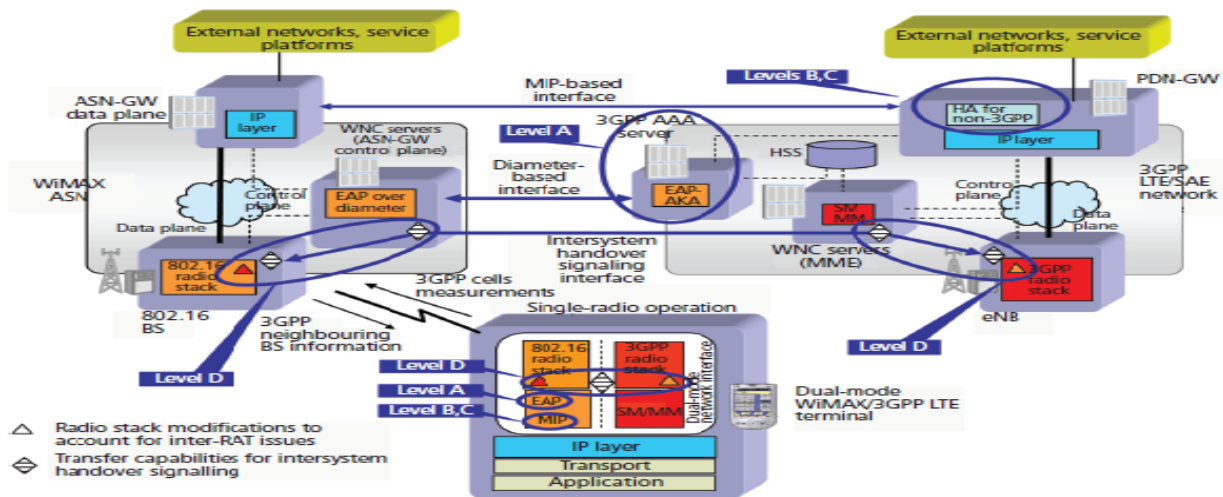 External networks, service
platforms
External networks, service
platforms
Levels B,C
PDN-GW
ASN-GW
data plane
IP
layer
MIP-based
interface
HA for
non-3GPP
IP layer
WNC servers
(ASN-GW
control plane)
Level A
3GPP AAA
server
HSS
Diameter-
based
interface
WiMAX
ASN
Control
plane
EAP over
diameter
EAP-
AKA
SM
MM
Control
plane
3GPP
LTE/SAE
network
Data plane
Data
plane
Intersystem
handover
signaling
interface
WNC servers
(MME)
802.16
radio
stack
3GPP radio
stack
3GPP cells
measurements
802.16
BS
3GPP
neighbouring
BS information
Single-radio operation
eNB
Level D
Level D
Level D
802.16
radio
stack
3GPP radio
stack
Dual-mode
network interface
Level A
EAP
Level B,C
MIP
SM/MM
Dual-mode
WiMAX/3GPP LTE
terminal
IP layer
Transport
Application
Radio stack modifications to
account for inter-RAT issues
Transfer capabilities for intersystem
handover signalling